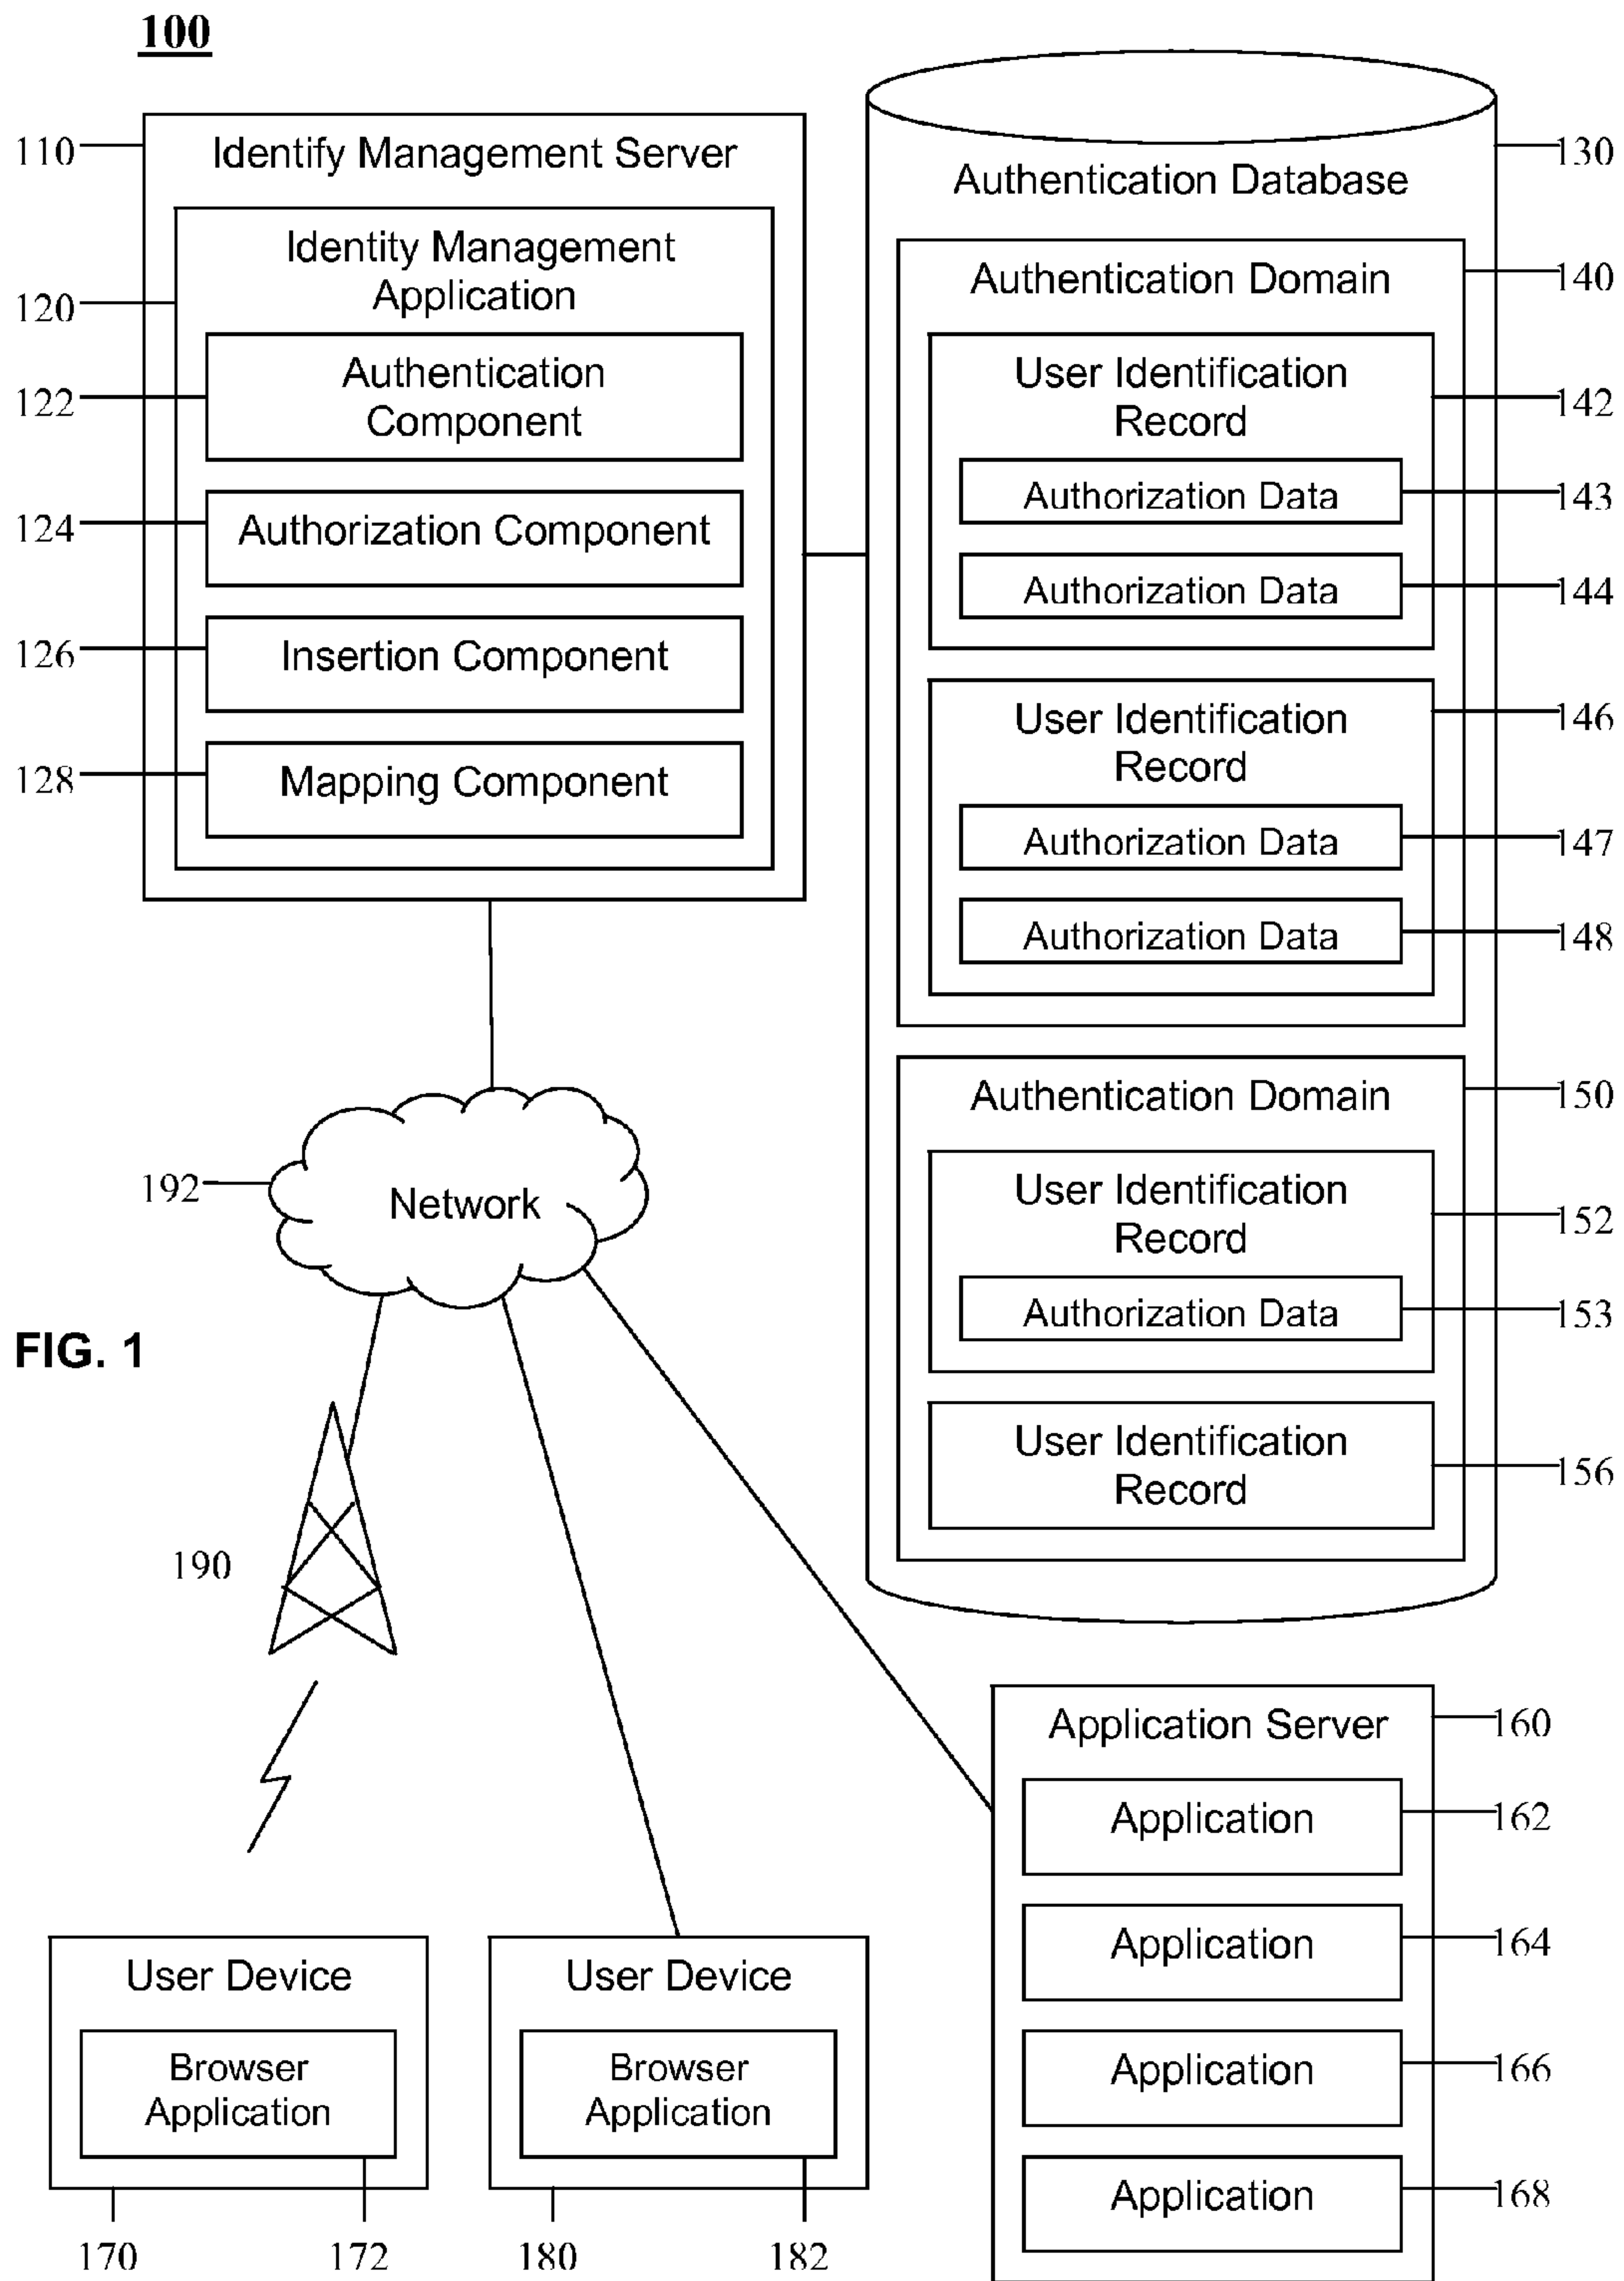 100
110
Identify Management Server
120
Identity Management
Application
122
Authentication
Component
124
Authorization Component
126
Insertion Component
128
Mapping Component
130
Authentication Database
140
Authentication Domain
142
User Identification
Record
143
Authorization Data
144
Authorization Data
146
User Identification
Record
147
Authorization Data
148
Authorization Data
150
Authentication Domain
152
User Identification
Record
153
Authorization Data
156
User Identification
Record
192
Network
FIG. 1
190
Application Server
160
Application
162
Application
164
Application
166
Application
168
User Device
Browser
Application
170
172
User Device
Browser
Application
180
182